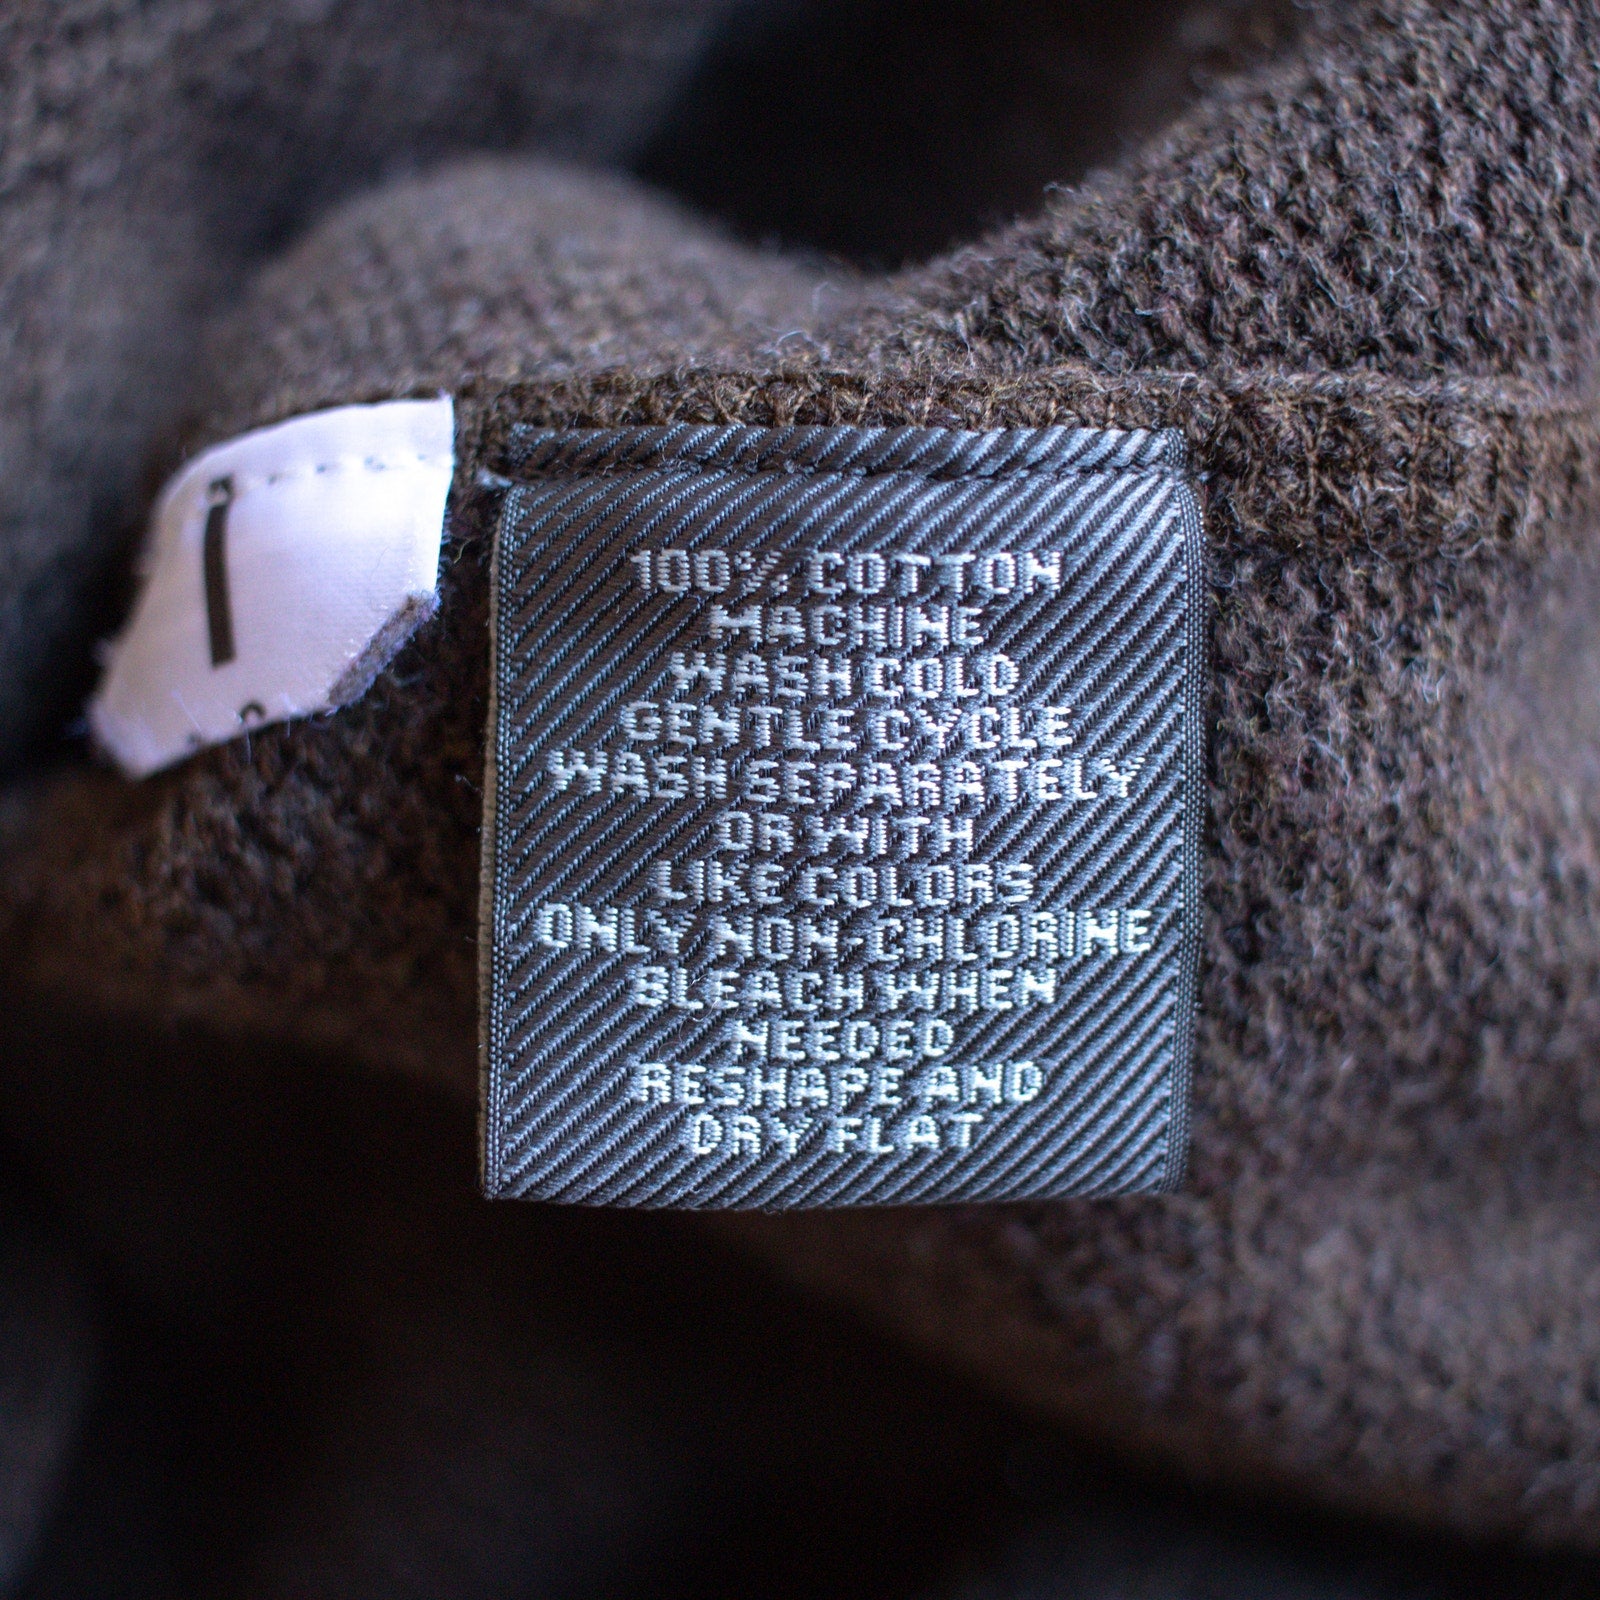 100% COTTON
MACHINE
WASH COLD
GENTLE CYCLE
WASH SEPARATELY
OR WITH
LIKE COLORS
ONLY NON-CHLORINE
BLEACH WHEN
NEEDED
RESHAPE AND
DRY FLAT